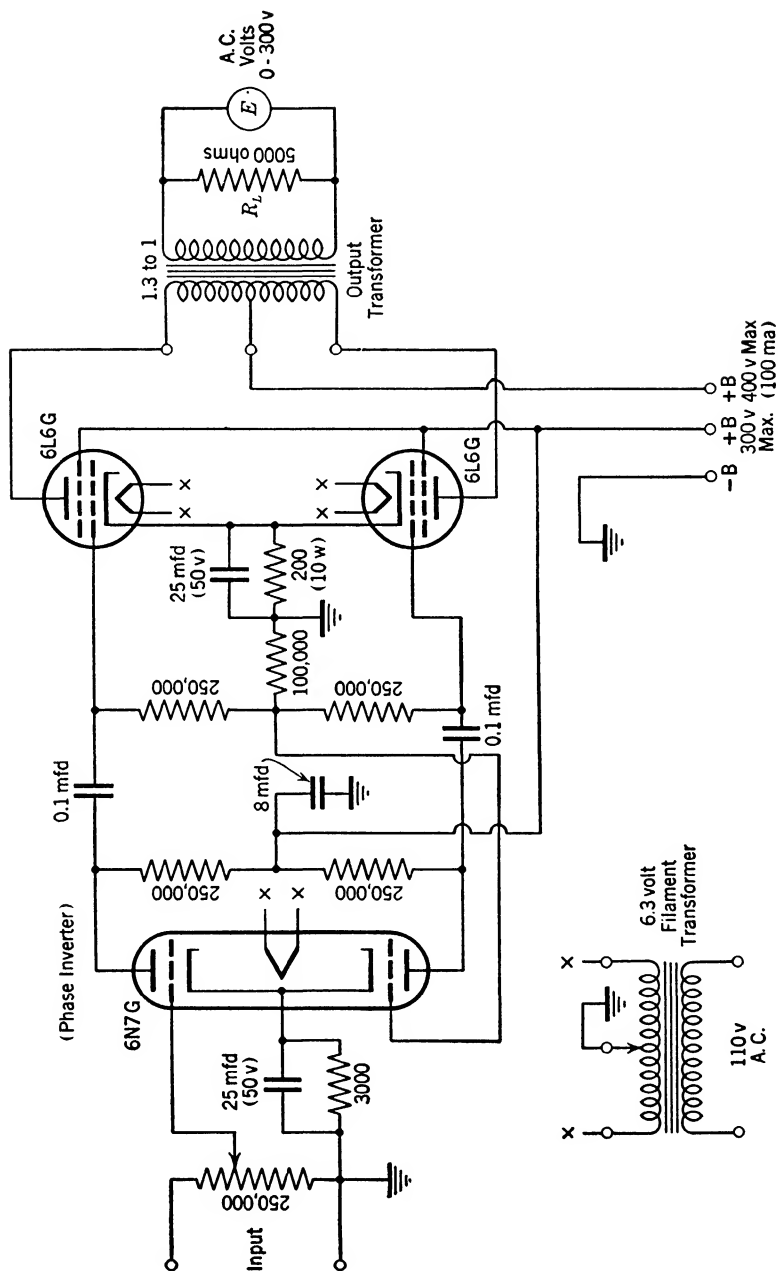 (Phase Inverter)
6N7G
6L6G
1.3 to 1
A.C.
Volts
0-300v
0.1 mfd
250,000
250,000
Input
250,000
25 mfd
(50 v)
3000
X
X
250,000
250,000
8 mfd
100,000
25 mfd
(50 v)
200
(10 w)
X
X
X
X
R_L
5000 ohms
E
Output
Transformer
0.1 mfd
6L6G
X
X
6.3 volt
Filament
Transformer
110 v
A.C.
-B
+B
300 v
Max.
+B
400 v Max
(100 ma)